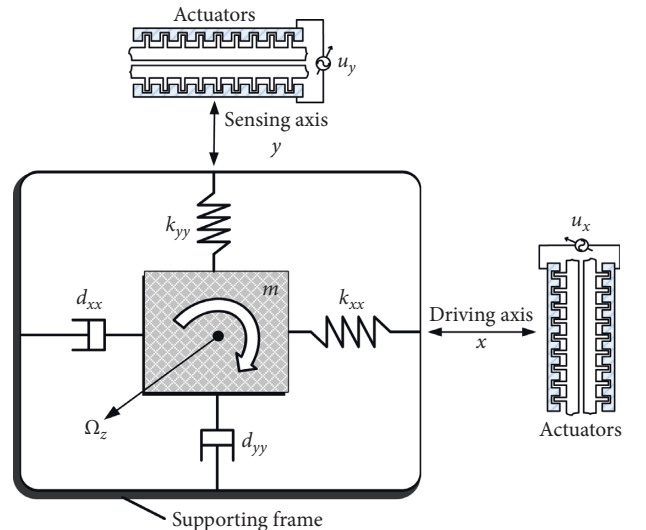 Actuators
u_y
Sensing axis
y
k_yy
u_x
m
d_xx
k_xx
Driving axis
x
Ω_z
d_yy
Actuators
Supporting frame